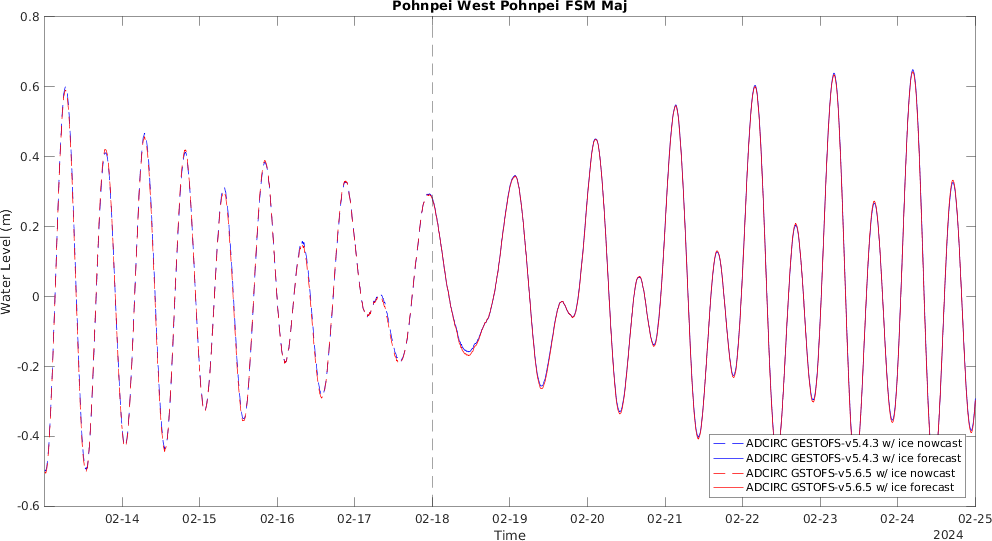 Pohnpei West Pohnpei FSM Maj
0.8
0.6
0.4
0.2
0
-0.2
-0.4
-0.6
Water Level (m)
ADCIRC GESTOFS-v5.4.3 w/ ice nowcast
ADCIRC GESTOFS-v5.4.3 w/ ice forecast
ADCIRC GSTOFS-v5.6.5 w/ ice nowcast
ADCIRC GSTOFS-v5.6.5 w/ ice forecast
02-14 02-15 02-16 02-17 02-18 02-19 02-20 02-21 02-22 02-23 02-24 02-25
Time
2024